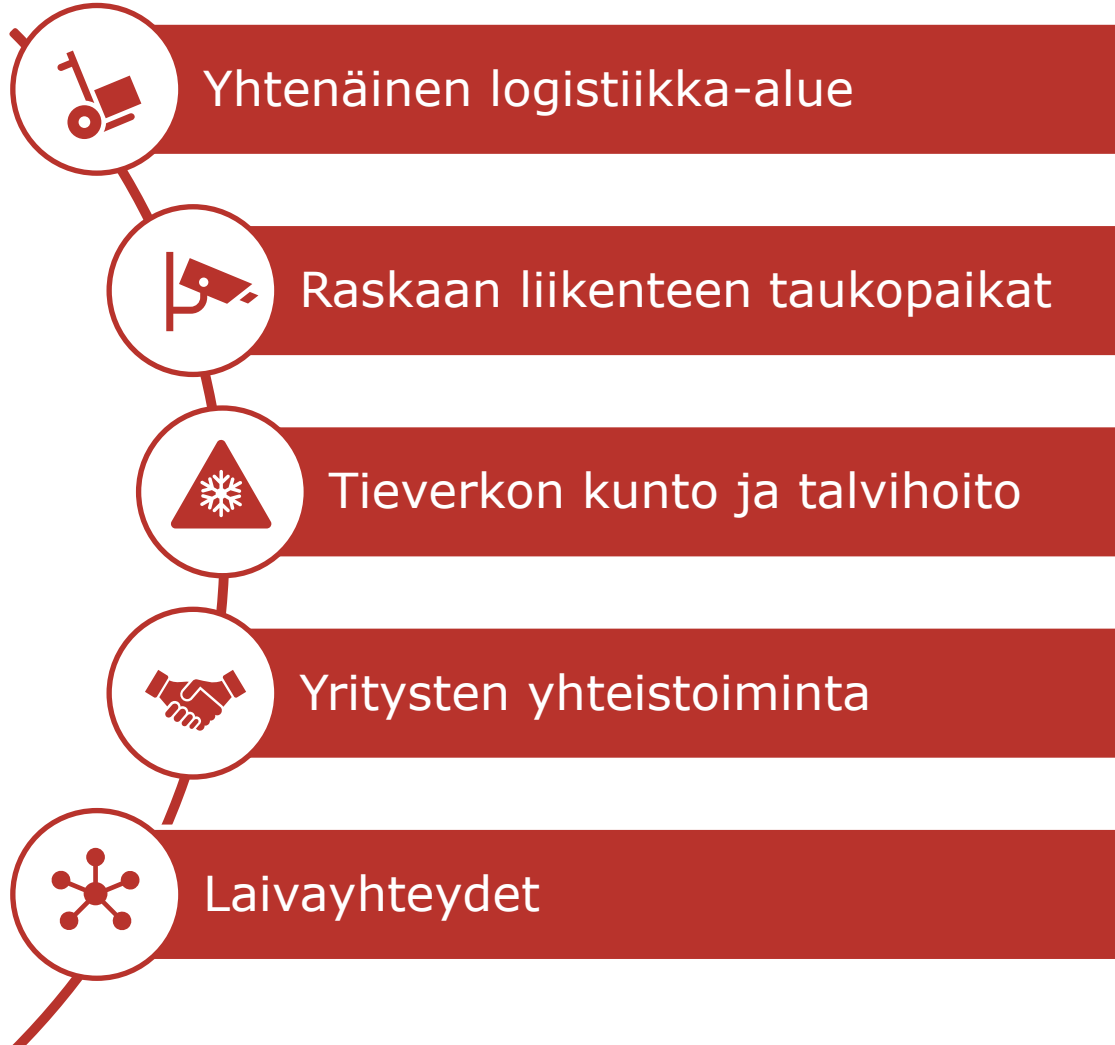 Yhtenäinen logistiikka-alue
Raskaan liikenteen taukopaikat
Tieverkon kunto ja talvihoito
Yritysten yhteistoiminta
Laivayhteydet